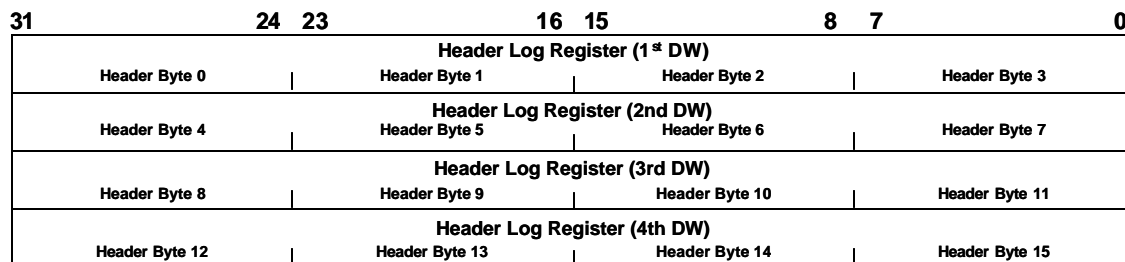 31 24 23 16 15 8 7 0
Header Log Register (1st DW)
Header Byte 0 Header Byte 1 Header Byte 2 Header Byte 3
Header Log Register (2nd DW)
Header Byte 4 Header Byte 5 Header Byte 6 Header Byte 7
Header Log Register (3rd DW)
Header Byte 8 Header Byte 9 Header Byte 10 Header Byte 11
Header Log Register (4th DW)
Header Byte 12 Header Byte 13 Header Byte 14 Header Byte 15